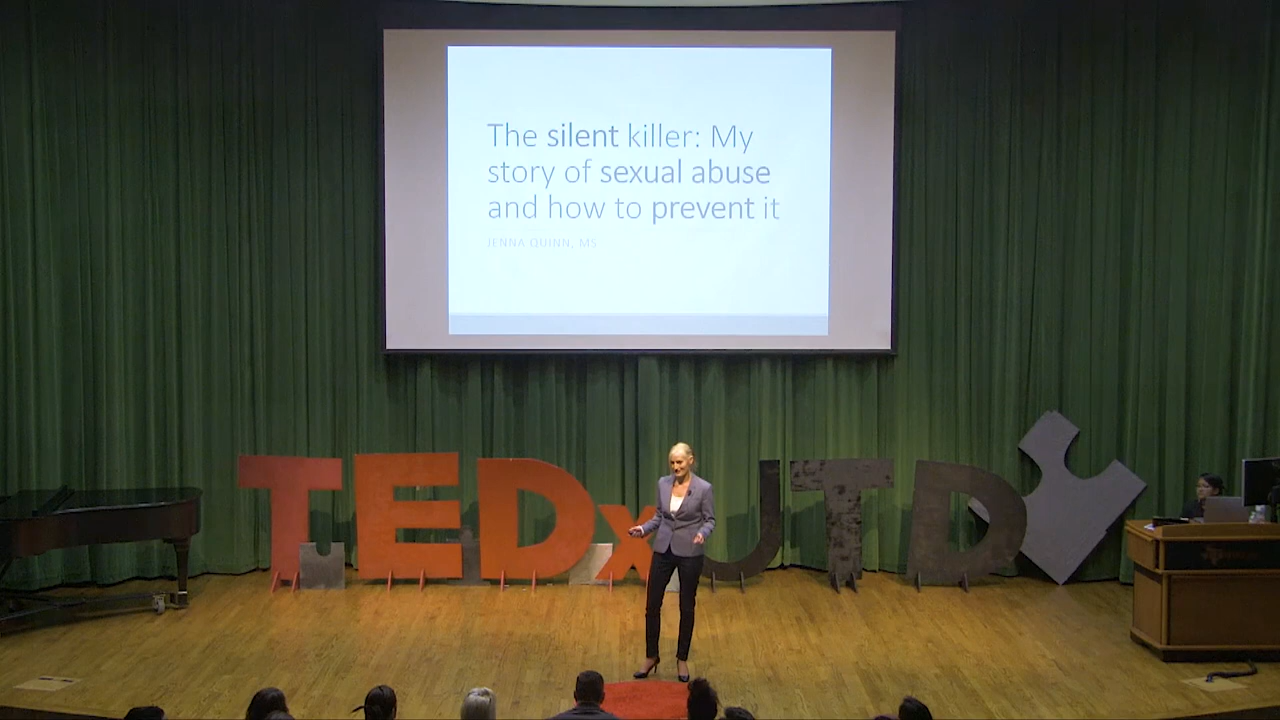 The silent killer: My
story of sexual abuse
and how to prevent it
JENNA QUINN, MS
TEDxUTD